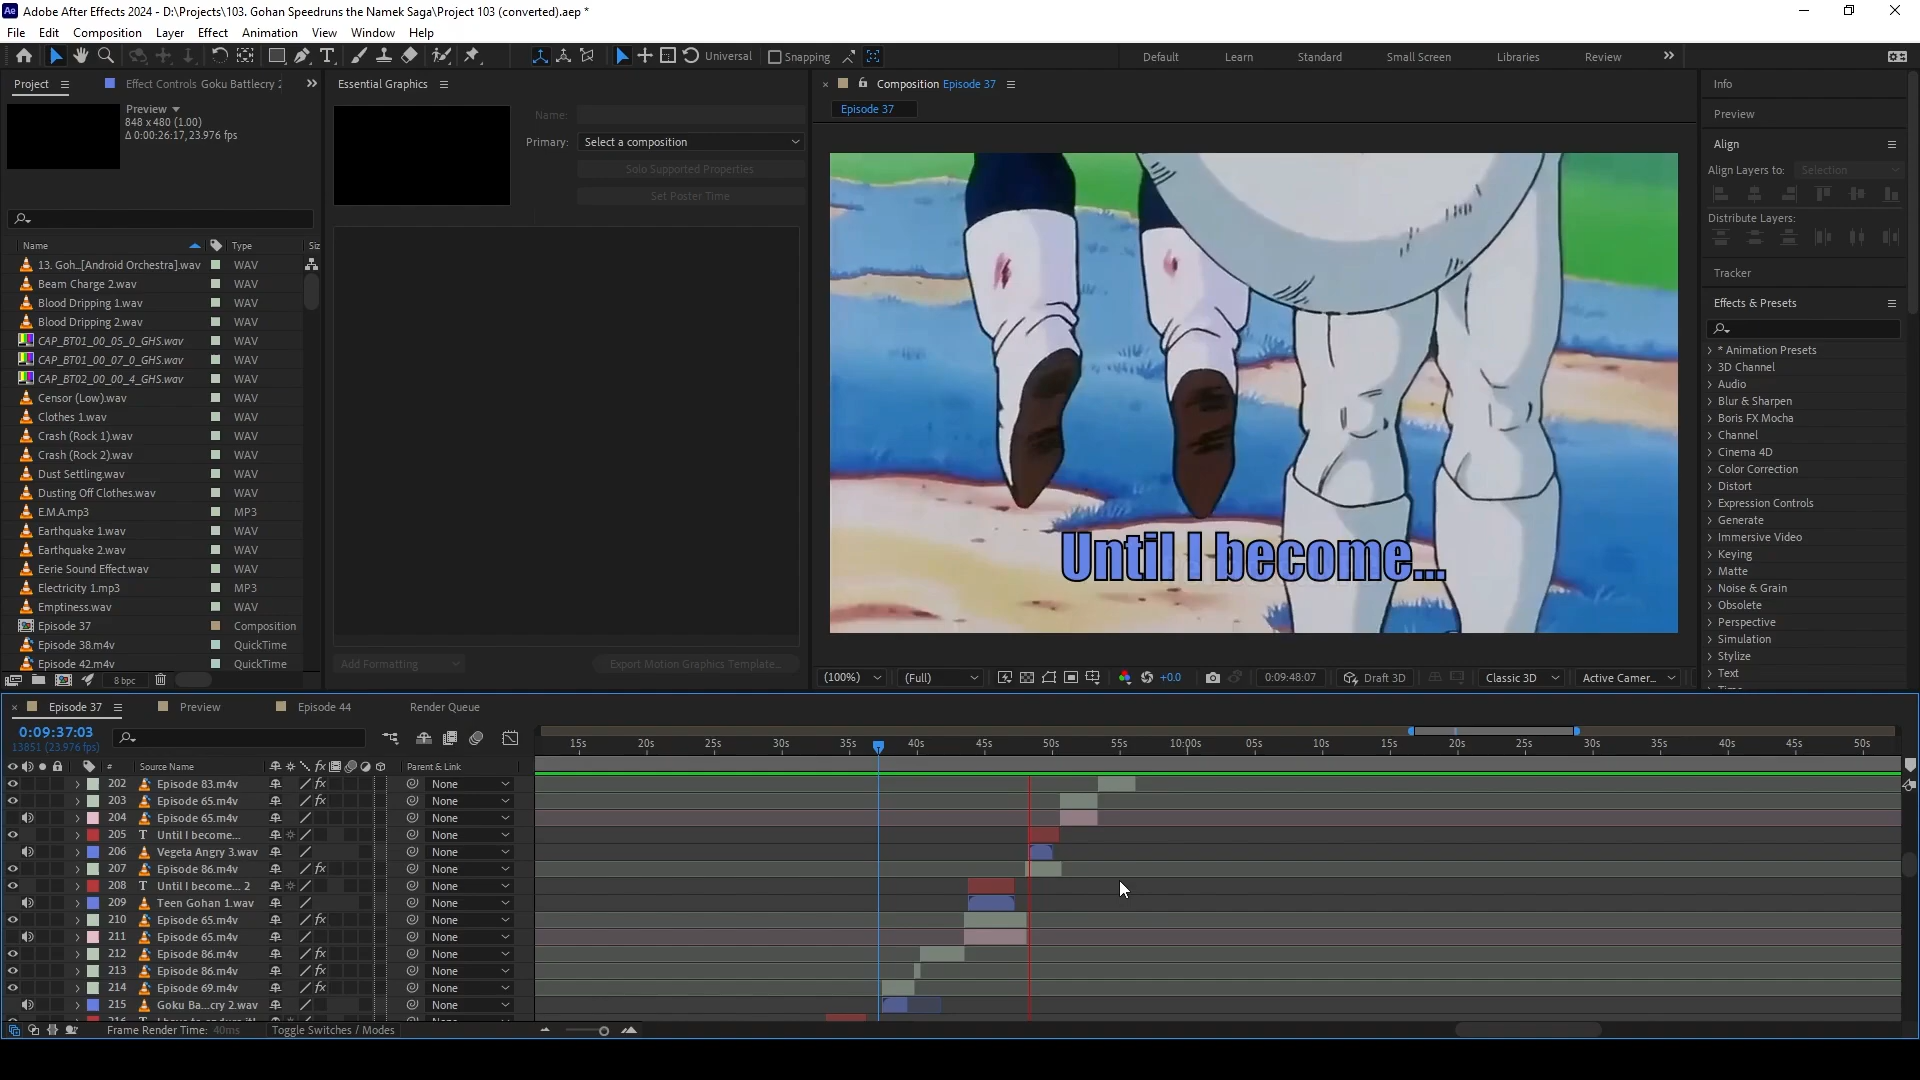 Adobe After Effects 2024 - D:\Projects\103. Gohan Speedruns the Namek Saga\Project 103 (converted).aep *
File Edit Composition Layer Effect Animation View Window Help
Universal Snapping Default Learn Standard Small Screen Libraries Review
Project Effect Controls Goku Battlecry 2
Preview
848 x 480 (1.00)
Δ 0:00:26:17, 23.976 fps
Name Type Siz
13. Goh..[Android Orchestra].wav WAV
Beam Charge 2.wav WAV
Blood Dripping 1.wav WAV
Blood Dripping 2.wav WAV
CAP_BT01_00_05_0_GHS.wav WAV
CAP_BT01_00_07_0_GHS.wav WAV
CAP_BT02_00_00_4_GHS.wav WAV
Censor (Low).wav WAV
Clothes 1.wav WAV
Crash (Rock 1).wav WAV
Crash (Rock 2).wav WAV
Dust Settling.wav WAV
Dusting Off Clothes.wav WAV
E.M.A.mp3 MP3
Earthquake 1.wav WAV
Earthquake 2.wav WAV
Eerie Sound Effect.wav WAV
Electricity 1.mp3 MP3
Emptiness.wav WAV
Episode 37 Composition
Episode 38.m4v QuickTime
Episode 42.m4v QuickTime
8 bpc
Essential Graphics
Name:
Primary: Select a composition
Solo Supported Properties
Set Poster Time
Add Formatting Export Motion Graphics Template...
Composition Episode 37
Episode 37
Until I become...
(100%) (Full) +0.0 0:09:48:07 Draft 3D Classic 3D Active Camer...
Info
Preview
Align
Align Layers to: Selection
Distribute Layers:
Tracker
Effects & Presets
* Animation Presets
3D Channel
Audio
Blur & Sharpen
Boris FX Mocha
Channel
Cinema 4D
Color Correction
Distort
Expression Controls
Generate
Immersive Video
Keying
Matte
Noise & Grain
Obsolete
Perspective
Simulation
Stylize
Text
Episode 37 Preview Episode 44 Render Queue
0:09:37:03
13851 (23.976 fps)
15s 20s 25s 30s 35s 40s 45s 50s 55s 10:00s 05s 10s 15s 20s 25s 30s 35s 40s 45s 50s
# Source Name Parent & Link
202 Episode 83.m4v None
203 Episode 65.m4v None
204 Episode 65.m4v None
205 T Until I become... None
206 Vegeta Angry 3.wav None
207 Episode 86.m4v None
208 T Until I become... 2 None
209 Teen Gohan 1.wav None
210 Episode 65.m4v None
211 Episode 65.m4v None
212 Episode 86.m4v None
213 Episode 86.m4v None
214 Episode 69.m4v None
215 Goku Ba...cry 2.wav None
Frame Render Time: 40ms Toggle Switches / Modes